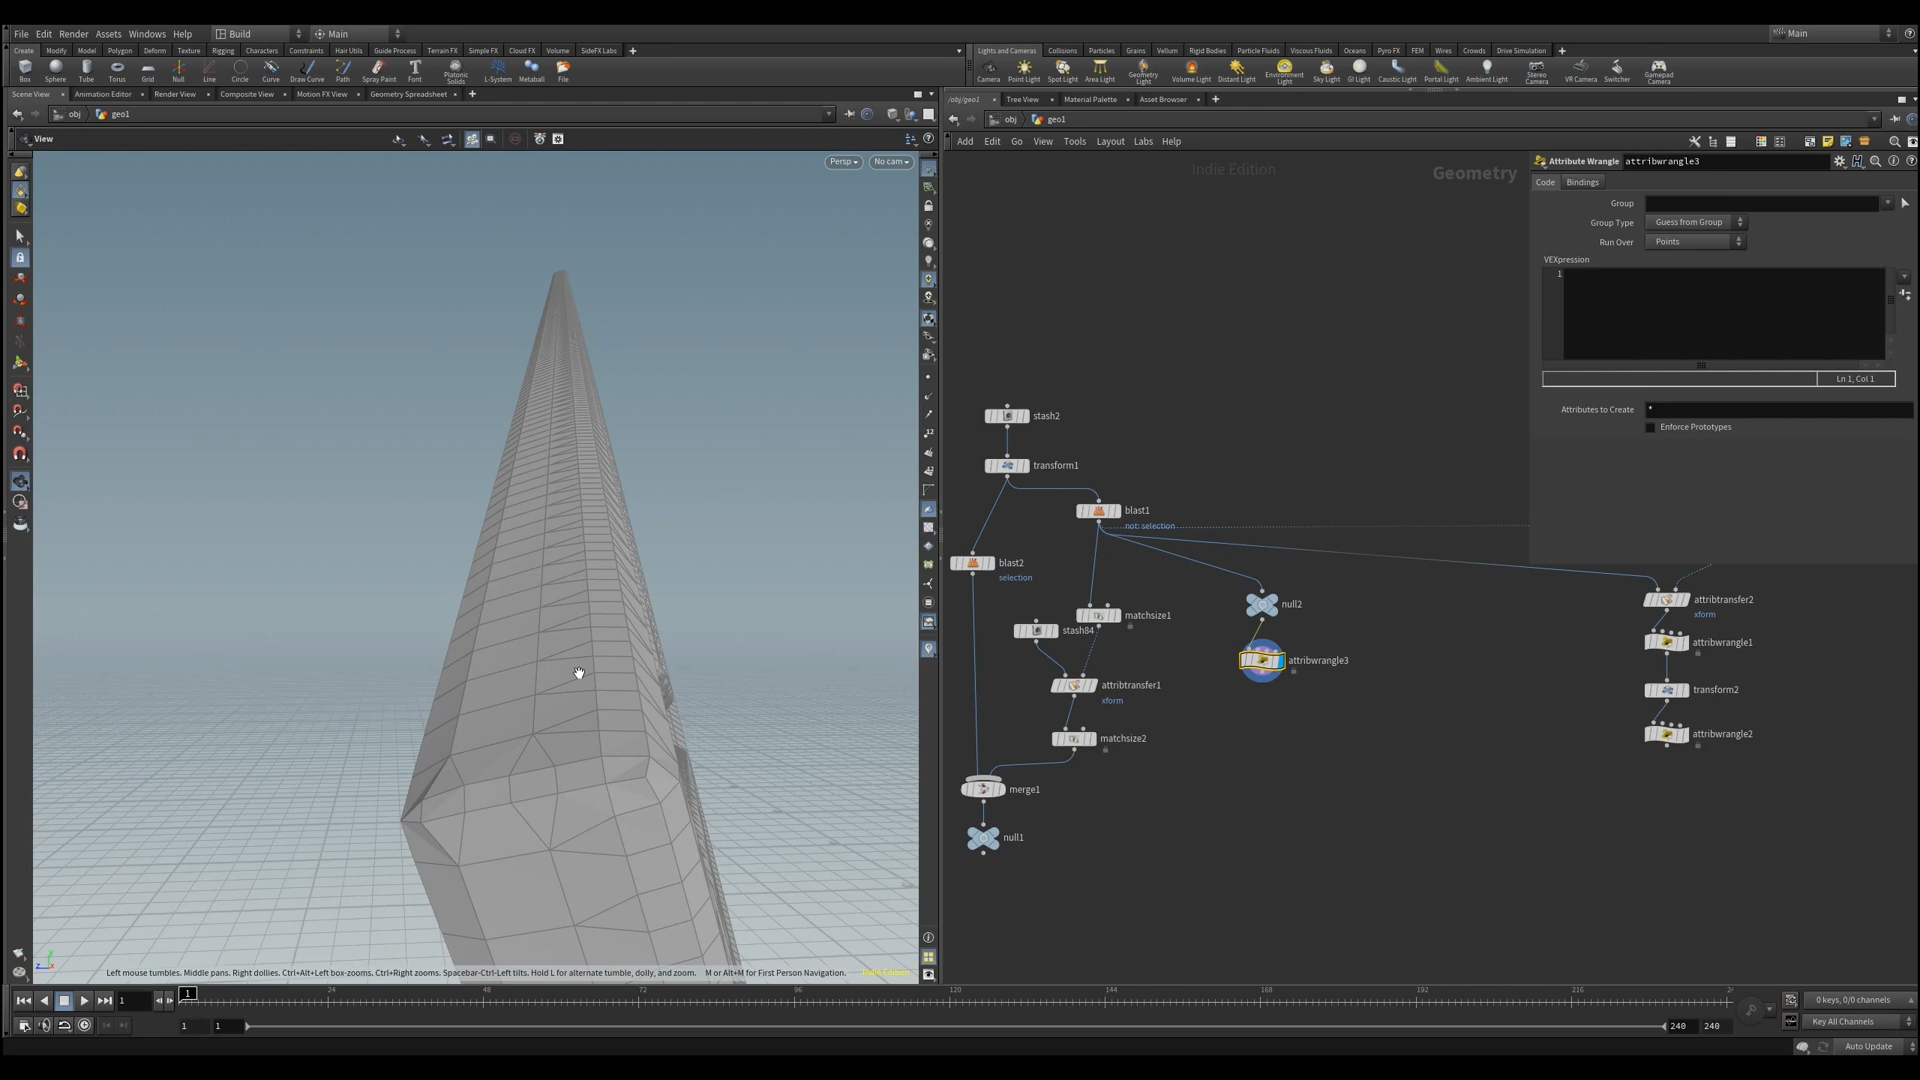 File Edit Render Assets Windows Help Build Main Main
Create Modify Model Polygon Deform Texture Rigging Characters Constraints Hair Utils Guide Process Terrain FX Simple FX Cloud FX Volume SideFX Labs
Lights and Cameras Collisions Particles Grains Vellum Rigid Bodies Particle Fluids Viscous Fluids Oceans Pyro FX FEM Wires Crowds Drive Simulation
Box Sphere Tube Torus Grid Null Line Circle Curve Draw Curve Path Spray Paint Font Platonic Solids L-System Metaball File
Camera Point Light Spot Light Area Light Geometry Light Volume Light Distant Light Environment Light Sky Light GI Light Caustic Light Portal Light Ambient Light Stereo Camera VR Camera Switcher Gamepad Camera
Scene View Animation Editor Render View Composite View Motion FX View Geometry Spreadsheet
/obj/geo1 Tree View Material Palette Asset Browser
obj geo1
obj geo1
View
Add Edit Go View Tools Layout Labs Help
Persp No cam
Indie Edition
Geometry
Attribute Wrangle attribwrangle3
Code Bindings
Group
Group Type Guess from Group
Run Over Points
VEXpression
1
Ln 1, Col 1
Attributes to Create *
Enforce Prototypes
stash2
transform1
blast1
not: selection
blast2
selection
null2
attribtransfer2
xform
matchsize1
stash84
attribwrangle1
attribwrangle3
attribtransfer1
xform
transform2
matchsize2
attribwrangle2
merge1
null1
Left mouse tumbles. Middle pans. Right dollies. Ctrl+Alt+Left box-zooms. Ctrl+Right zooms. Spacebar-Ctrl-Left tilts. Hold L for alternate tumble, dolly, and zoom. M or Alt+M for First Person Navigation.
Indie Edition
1 1 24 48 72 96 120 144 168 192 216
0 keys, 0/0 channels
1 1 240 240 Key All Channels
Auto Update